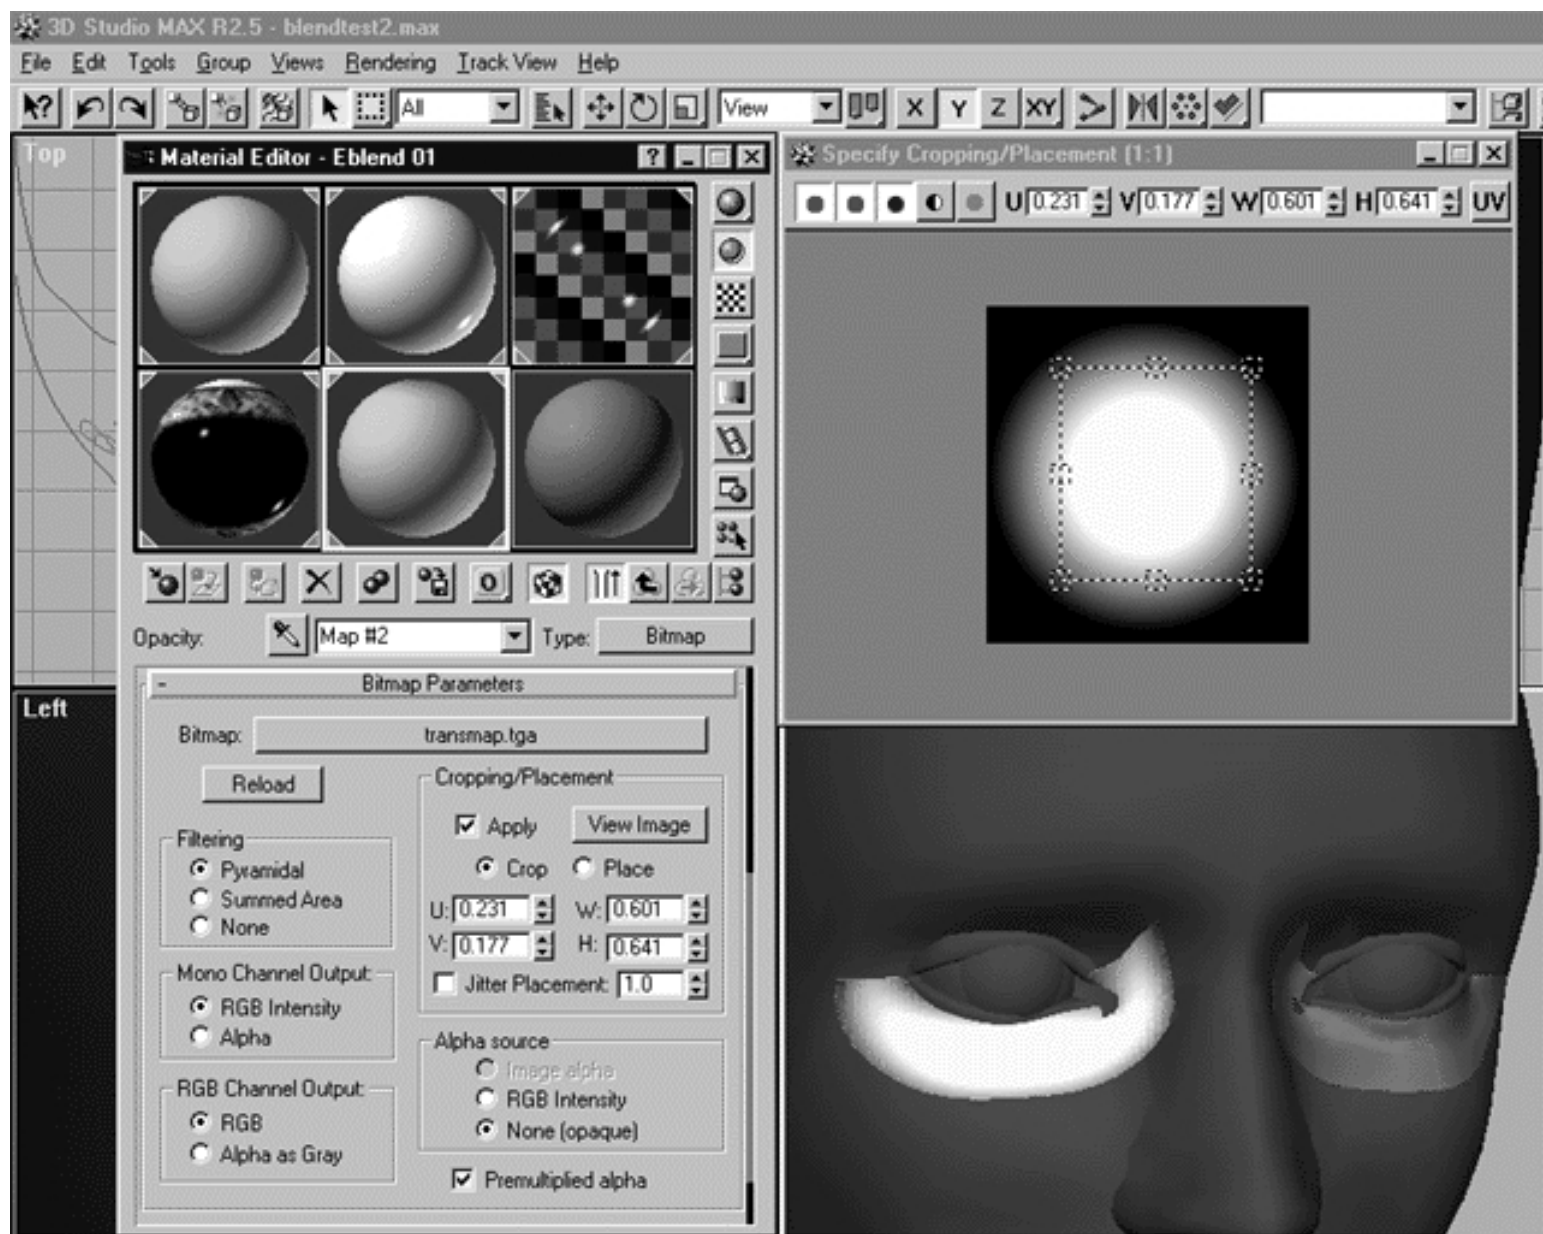 3D Studio MAX R2.5 - blendtest2.max
File Edit Tools Group Views Rendering Track View Help
All View X Y Z XY
Top
Material Editor - Eblend 01
Specify Cropping/Placement (1:1)
U 0.231 V 0.177 W 0.601 H 0.641 UV
Opacity: Map #2 Type: Bitmap
- Bitmap Parameters
Left
Bitmap: transmap.tga
Reload
Cropping/Placement
Apply View Image
Crop Place
U: 0.231 W: 0.601
V: 0.177 H: 0.641
Jitter Placement: 1.0
Filtering
Pyramidal
Summed Area
None
Mono Channel Output:
RGB Intensity
Alpha
RGB Channel Output:
RGB
Alpha as Gray
Alpha source
Image alpha
RGB Intensity
None (opaque)
Premultiplied alpha